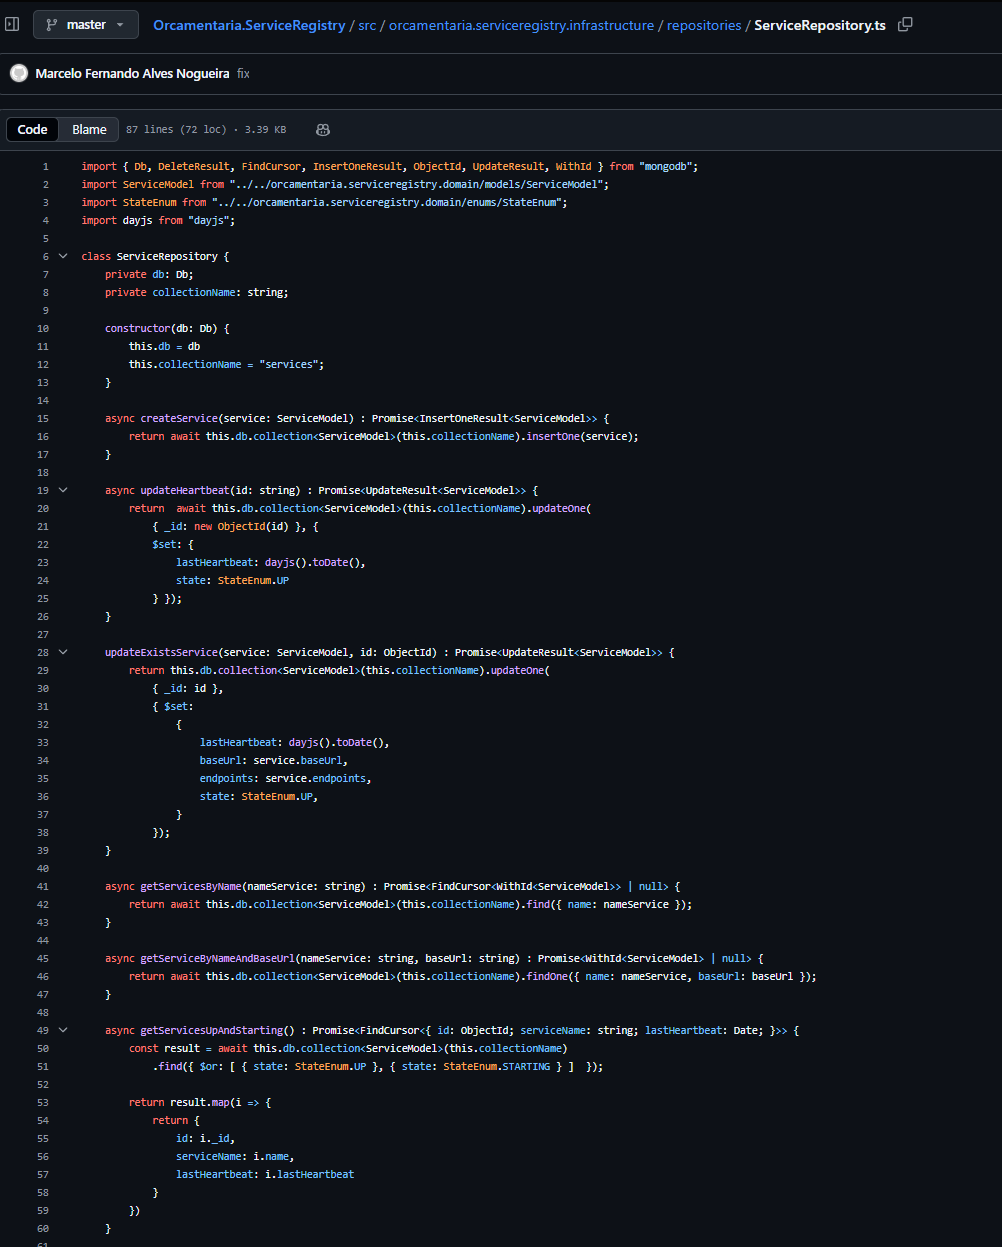 master Orcamentaria.ServiceRegistry / src / orcamentaria.serviceregistry.infrastructure / repositories / ServiceRepository.ts
Marcelo Fernando Alves Nogueira fix
Code Blame 87 lines (72 loc) · 3.39 KB
1 import { Db, DeleteResult, FindCursor, InsertOneResult, ObjectId, UpdateResult, WithId } from "mongodb";
2 import ServiceModel from "../../orcamentaria.serviceregistry.domain/models/ServiceModel";
3 import StateEnum from "../../orcamentaria.serviceregistry.domain/enums/StateEnum";
4 import dayjs from "dayjs";
5
6 class ServiceRepository {
7     private db: Db;
8     private collectionName: string;
9
10     constructor(db: Db) {
11         this.db = db
12         this.collectionName = "services";
13     }
14
15     async createService(service: ServiceModel) : Promise<InsertOneResult<ServiceModel>> {
16         return await this.db.collection<ServiceModel>(this.collectionName).insertOne(service);
17     }
18
19     async updateHeartbeat(id: string) : Promise<UpdateResult<ServiceModel>> {
20         return  await this.db.collection<ServiceModel>(this.collectionName).updateOne(
21             { _id: new ObjectId(id) }, {
22             $set: {
23                 lastHeartbeat: dayjs().toDate(),
24                 state: StateEnum.UP
25             } });
26     }
27
28     updateExistsService(service: ServiceModel, id: ObjectId) : Promise<UpdateResult<ServiceModel>> {
29         return this.db.collection<ServiceModel>(this.collectionName).updateOne(
30             { _id: id },
31             { $set:
32                 {
33                     lastHeartbeat: dayjs().toDate(),
34                     baseUrl: service.baseUrl,
35                     endpoints: service.endpoints,
36                     state: StateEnum.UP,
37                 }
38             });
39     }
40
41     async getServicesByName(nameService: string) : Promise<FindCursor<WithId<ServiceModel>> | null> {
42         return await this.db.collection<ServiceModel>(this.collectionName).find({ name: nameService });
43     }
44
45     async getServiceByNameAndBaseUrl(nameService: string, baseUrl: string) : Promise<WithId<ServiceModel> | null> {
46         return await this.db.collection<ServiceModel>(this.collectionName).findOne({ name: nameService, baseUrl: baseUrl });
47     }
48
49     async getServicesUpAndStarting() : Promise<FindCursor<{ id: ObjectId; serviceName: string; lastHeartbeat: Date; }>> {
50         const result = await this.db.collection<ServiceModel>(this.collectionName)
51             .find({ $or: [ { state: StateEnum.UP }, { state: StateEnum.STARTING } ]  });
52
53         return result.map(i => {
54             return {
55                 id: i._id,
56                 serviceName: i.name,
57                 lastHeartbeat: i.lastHeartbeat
58             }
59         })
60     }
61